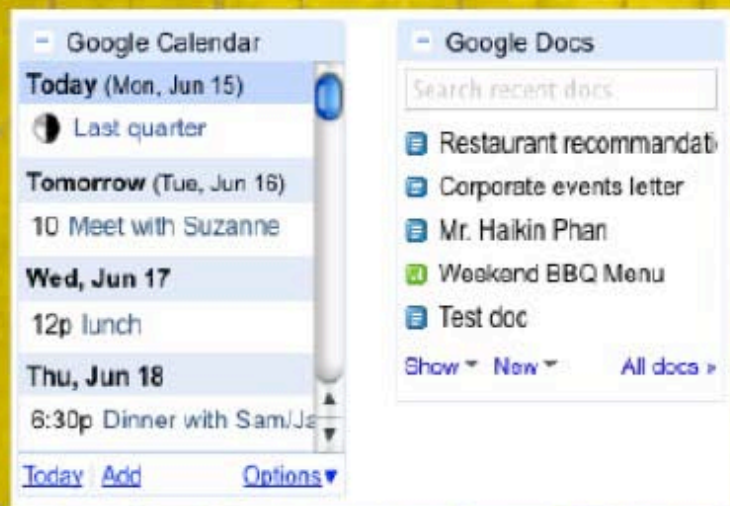 Google Calendar
Today (Mon, Jun 15)
Last quarter
Tomorrow (Tue, Jun 16)
10 Meet with Suzanne
Wed, Jun 17
12p lunch
Thu, Jun 18
6:30p Dinner with Sam/Ja
Today Add Options
Google Docs
Search recent docs
Restaurant recommandati
Corporate events letter
Mr. Haikin Phan
Weekend BBQ Menu
Test doc
Show New All docs »